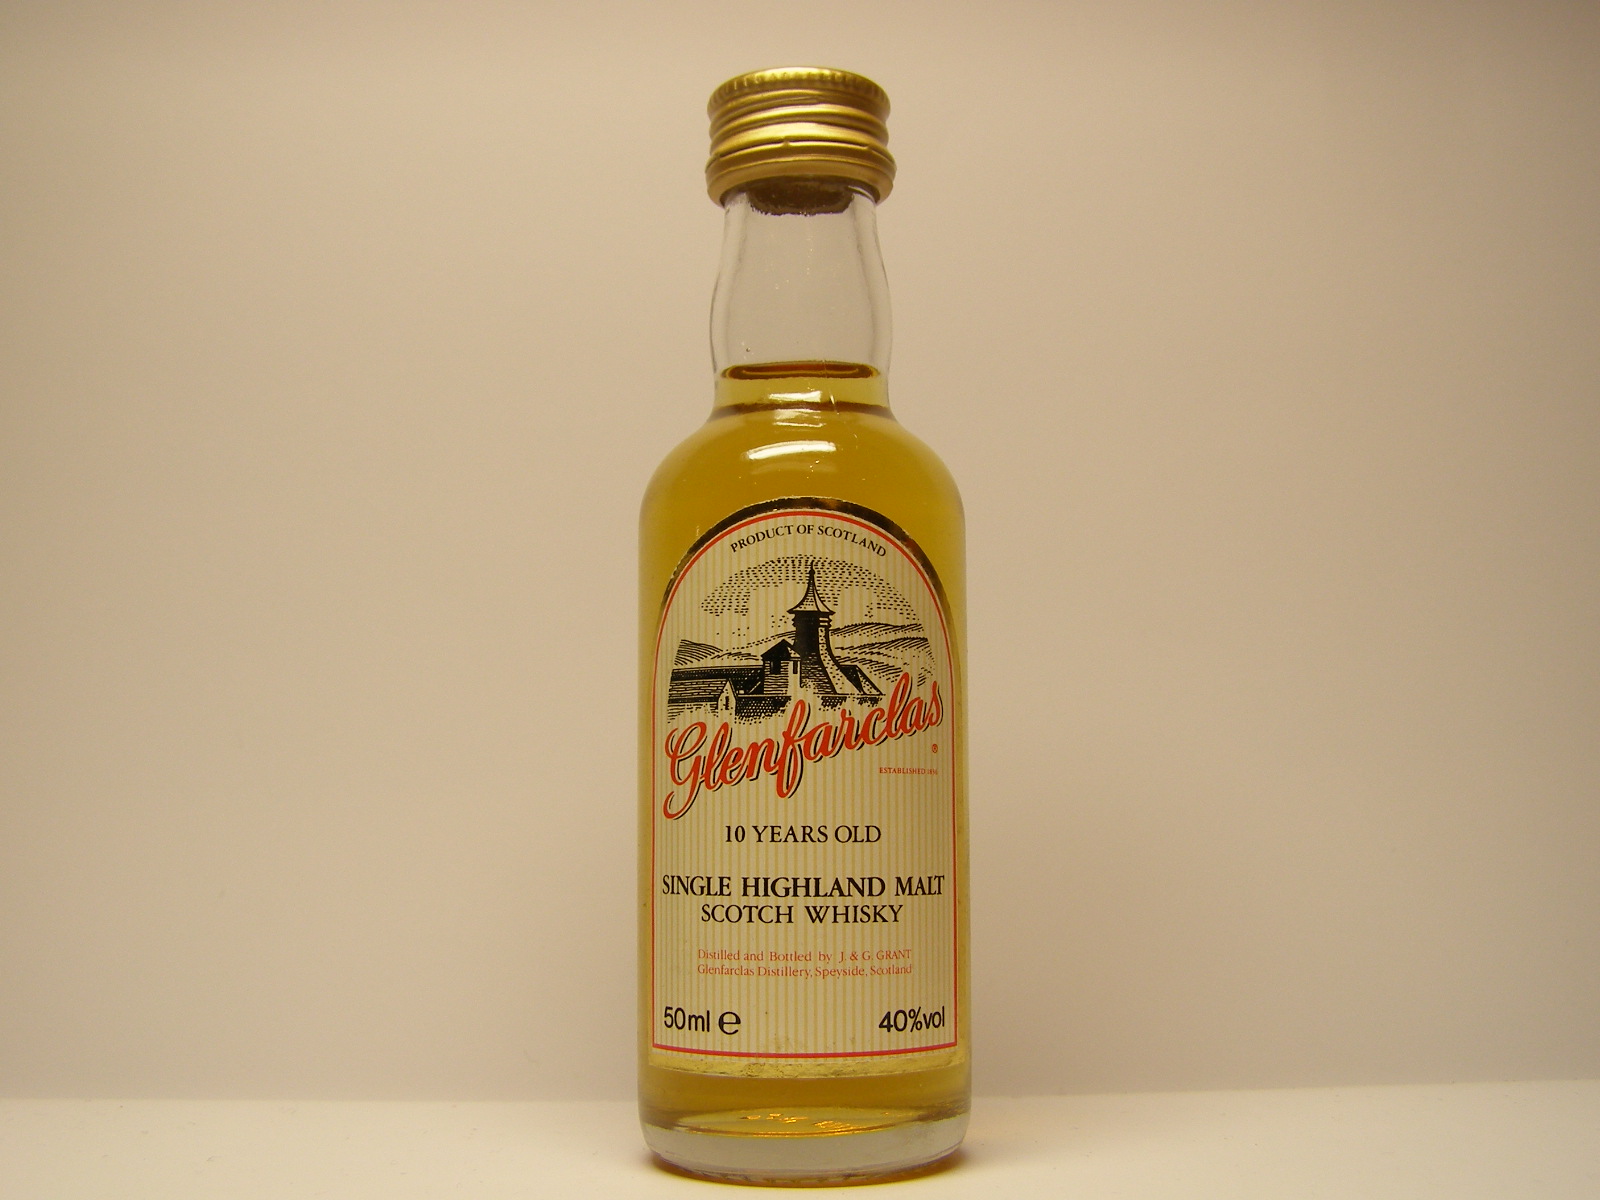 PRODUCT OF SCOTLAND
Glenfarclas
®
ESTABLISHED 1836
10 YEARS OLD
SINGLE HIGHLAND MALT
SCOTCH WHISKY
Distilled and Bottled by J. & G. GRANT
Glenfarclas Distillery, Speyside, Scotland
50ml e 40%vol